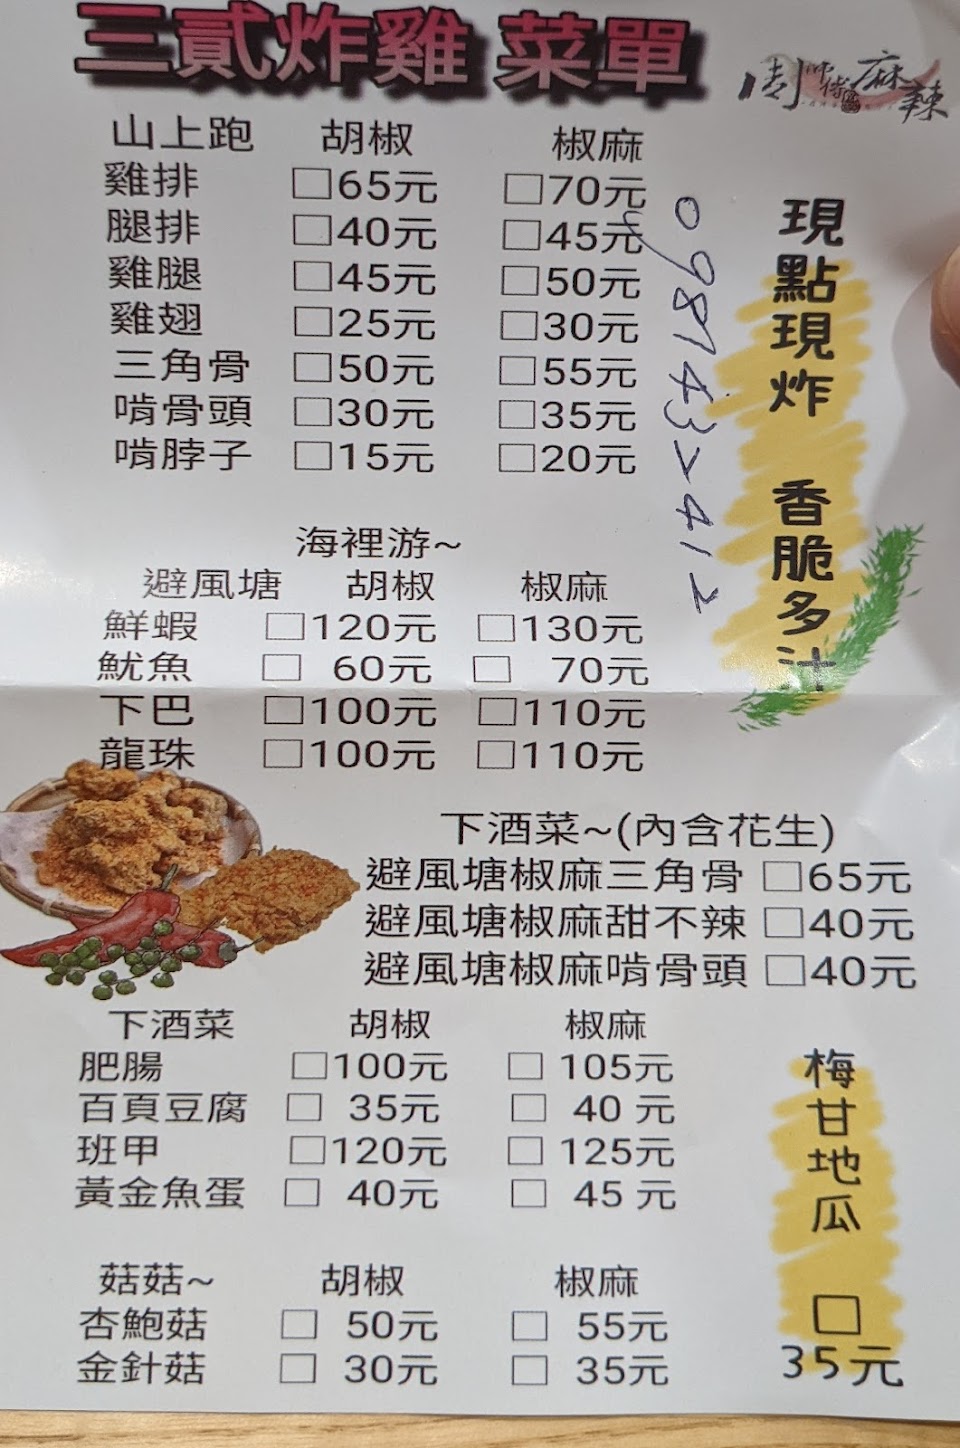 三貳炸雞 菜單
麻辣
山上跑 胡椒 椒麻
雞排 □65元 □70元
腿排 □40元 □45元
雞腿 □45元 □50元
雞翅 □25元 □30元
三角骨 □50元 □55元
啃骨頭 □30元 □35元
啃脖子 □15元 □20元
現點現炸 香脆多汁
海裡游~
避風塘 胡椒 椒麻
鮮蝦 □120元 □130元
魷魚 □ 60元 □ 70元
下巴 □100元 □110元
龍珠 □100元 □110元
下酒菜~(內含花生)
避風塘椒麻三角骨 □65元
避風塘椒麻甜不辣 □40元
避風塘椒麻啃骨頭 □40元
下酒菜 胡椒 椒麻
肥腸 □100元 □ 105元
百頁豆腐 □ 35元 □ 40 元
班甲 □120元 □ 125元
黃金魚蛋 □ 40元 □ 45 元
菇菇~ 胡椒 椒麻
杏鮑菇 □ 50元 □ 55元
金針菇 □ 30元 □ 35元
梅甘地瓜 □
35元